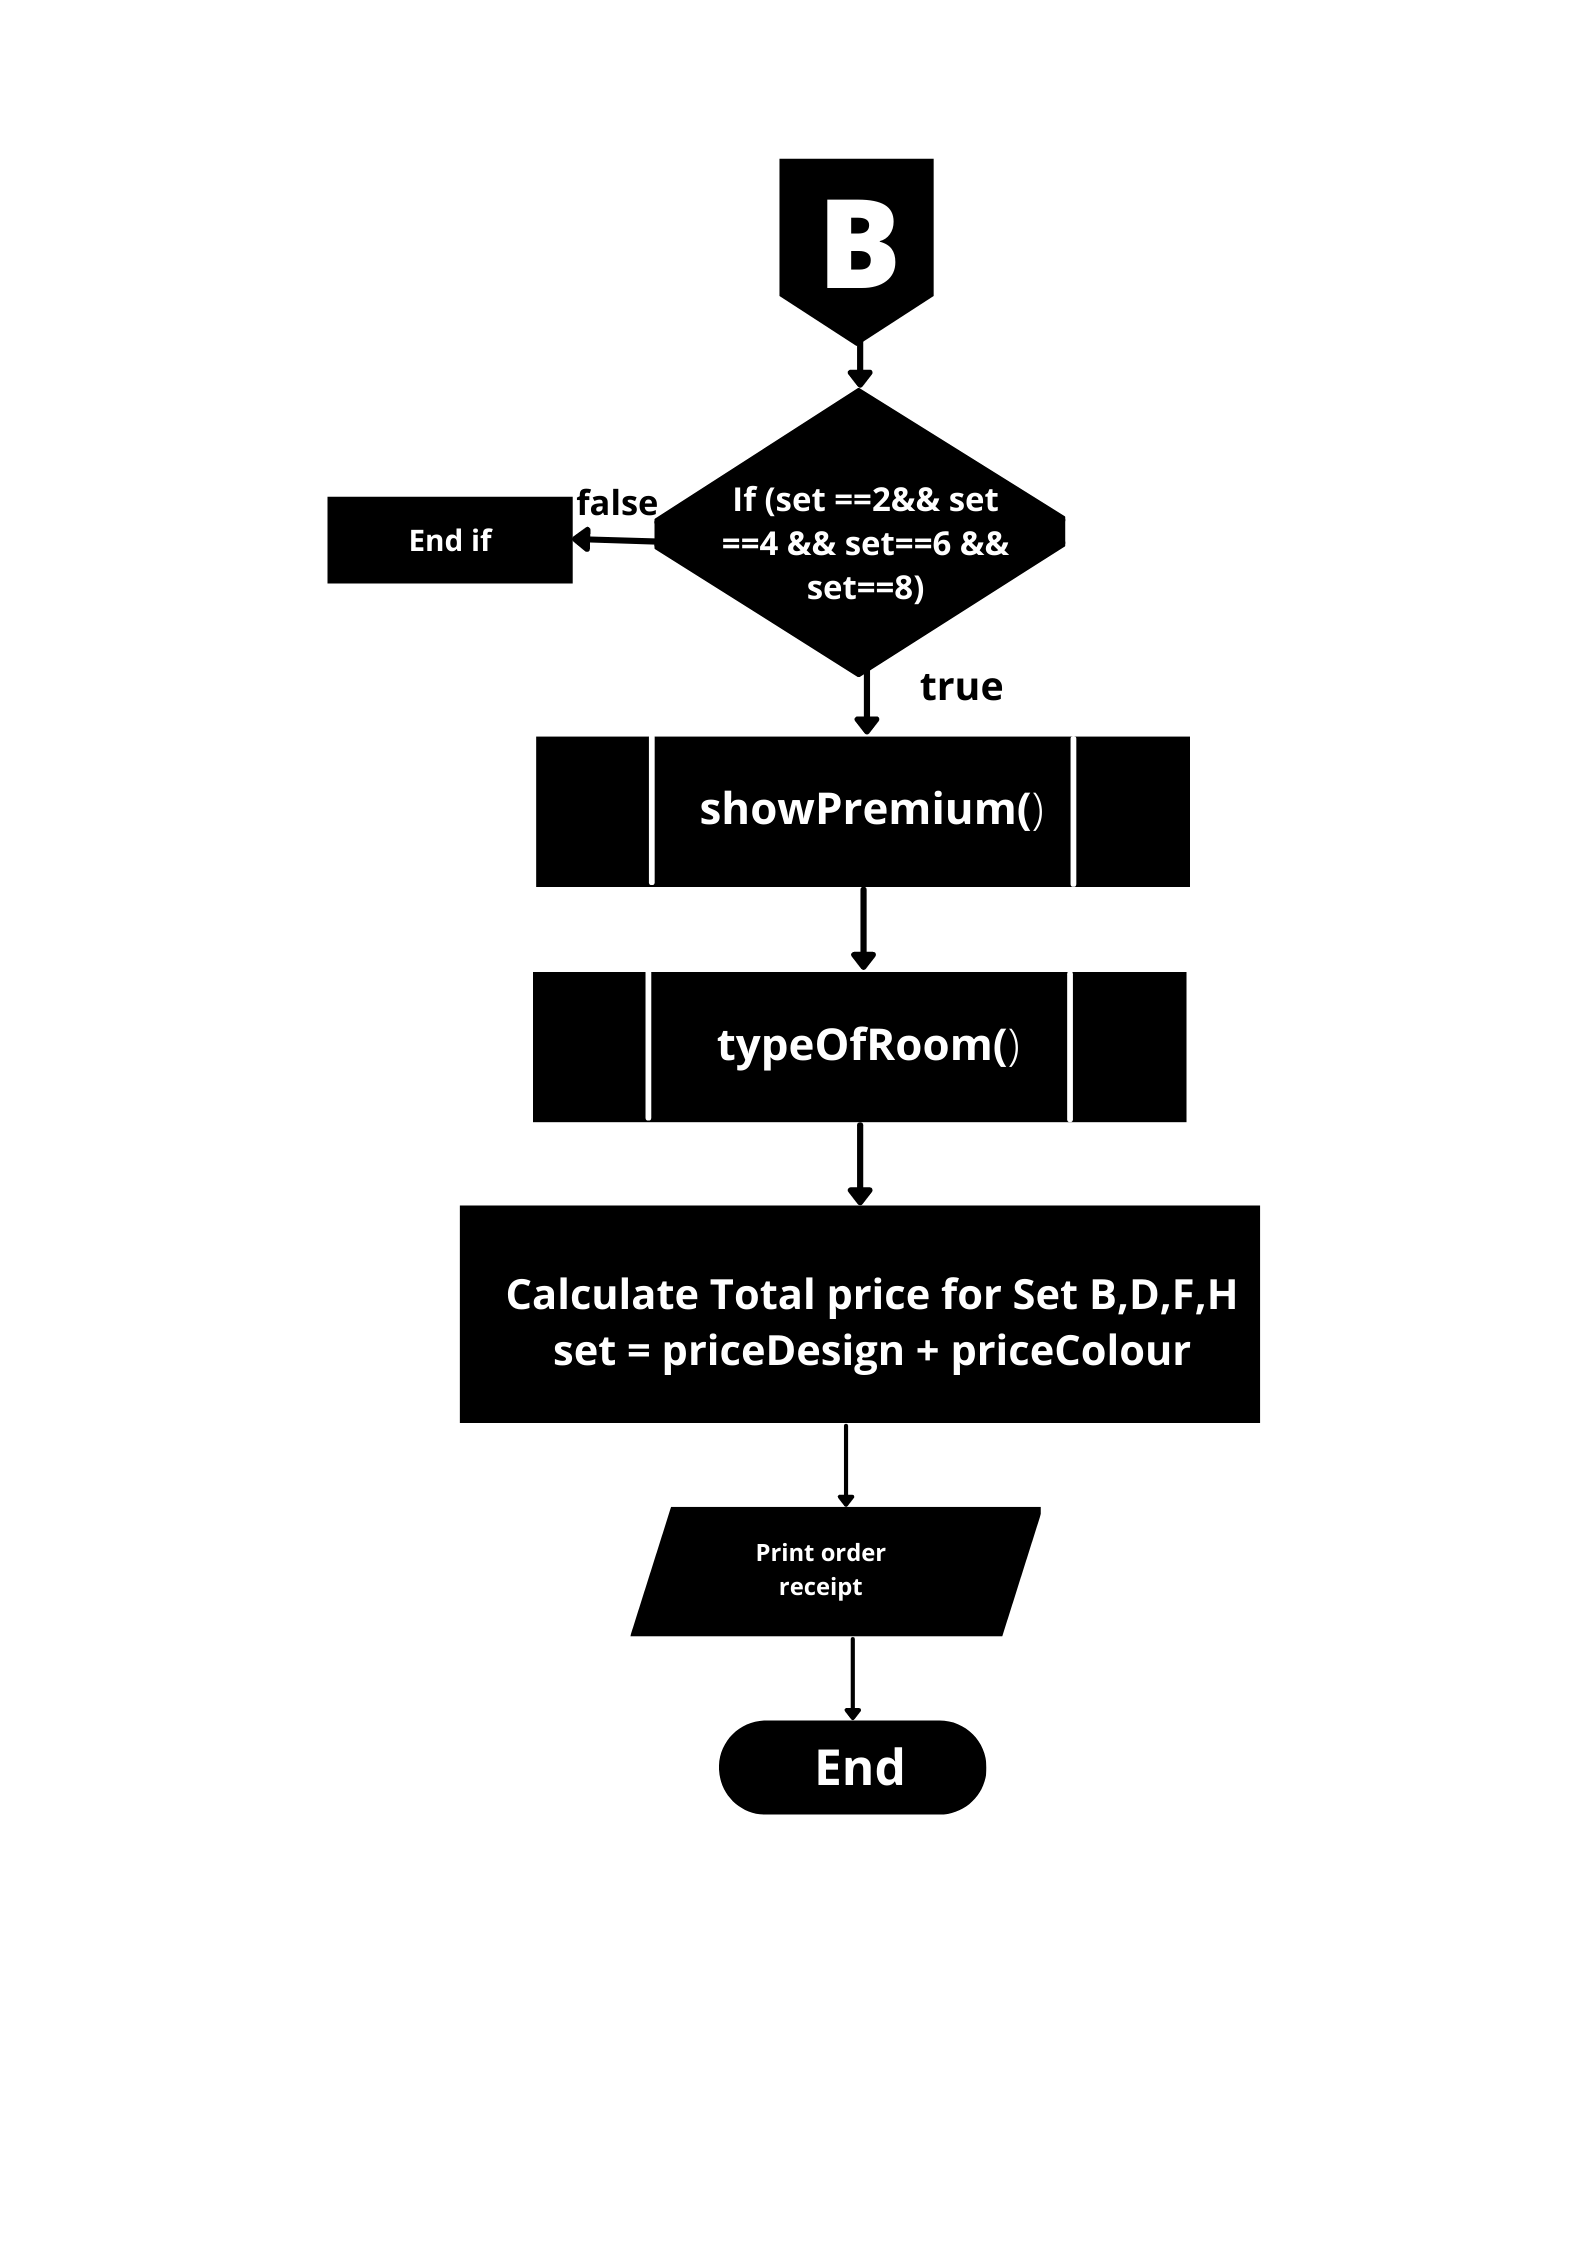 B
If (set ==2&& set
==4 && set==6 &&
set==8)
false
End if
true
showPremium()
typeOfRoom()
Calculate Total price for Set B,D,F,H
set = priceDesign + priceColour
Print order
receipt
End